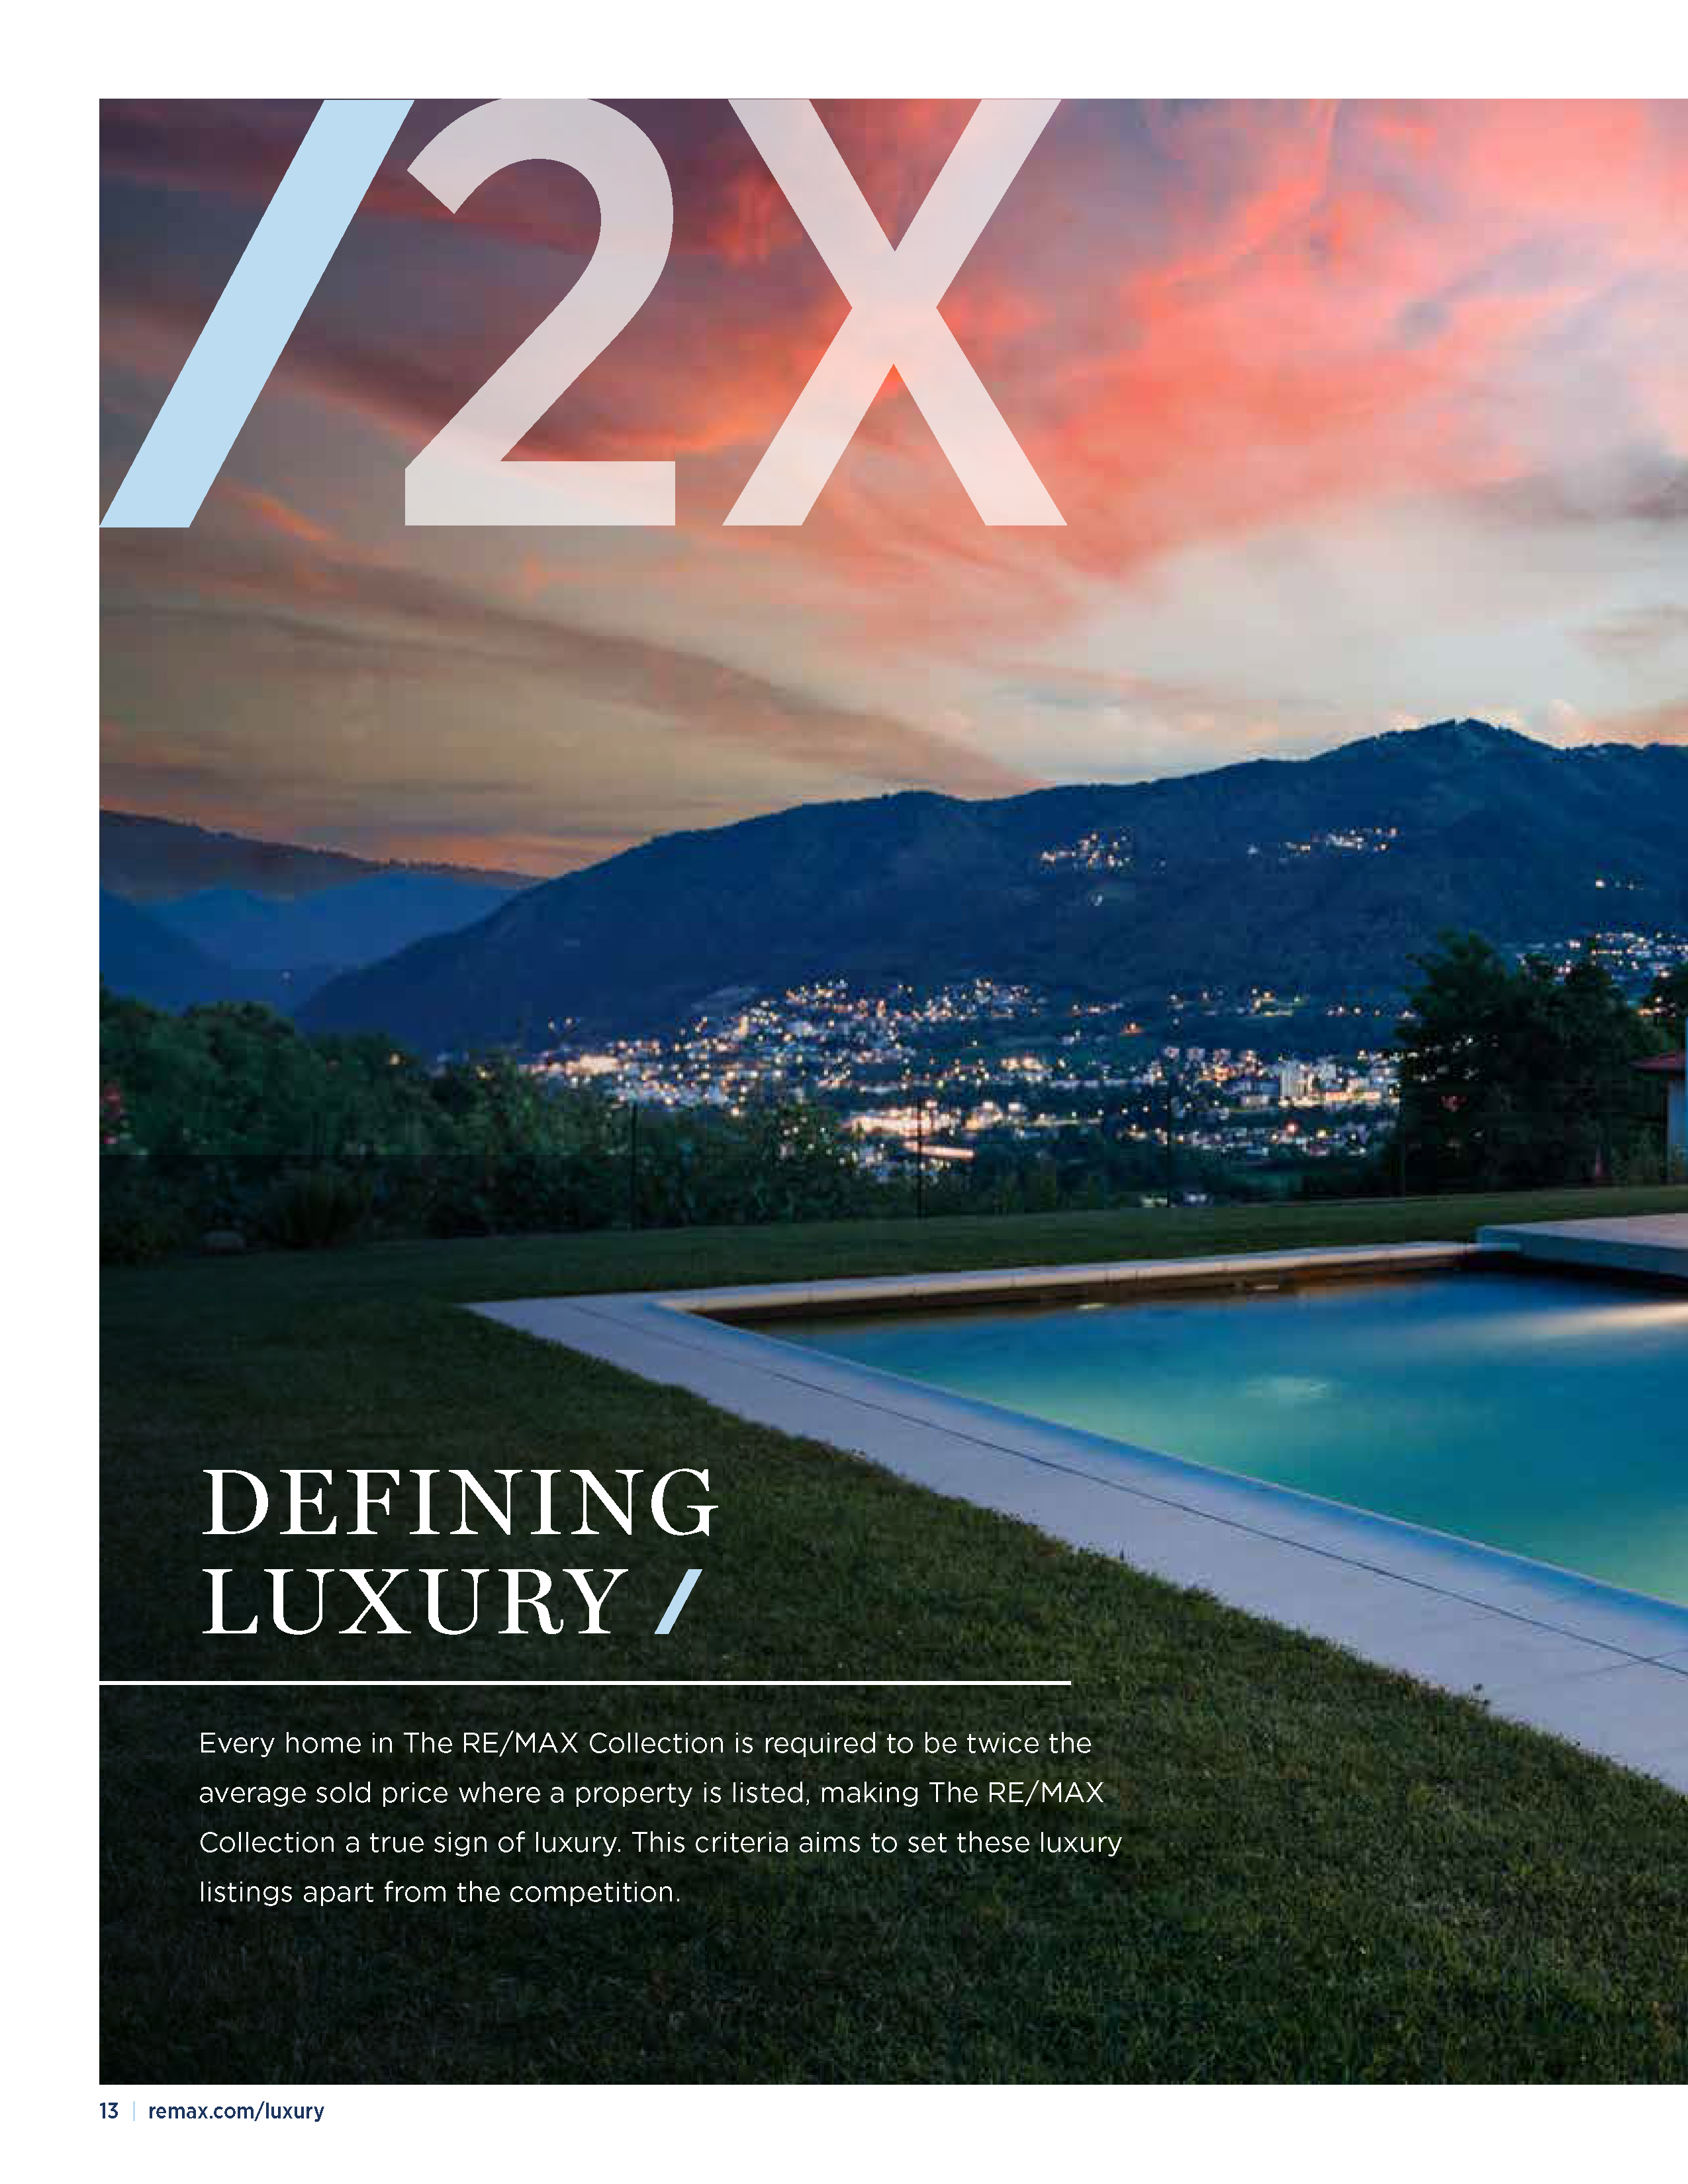 /2X
DEFINING
LUXURY /
Every home in The RE/MAX Collection is required to be twice the
average sold price where a property is listed, making The RE/MAX
Collection a true sign of luxury. This criteria aims to set these luxury
listings apart from the competition.
13 | remax.com/luxury